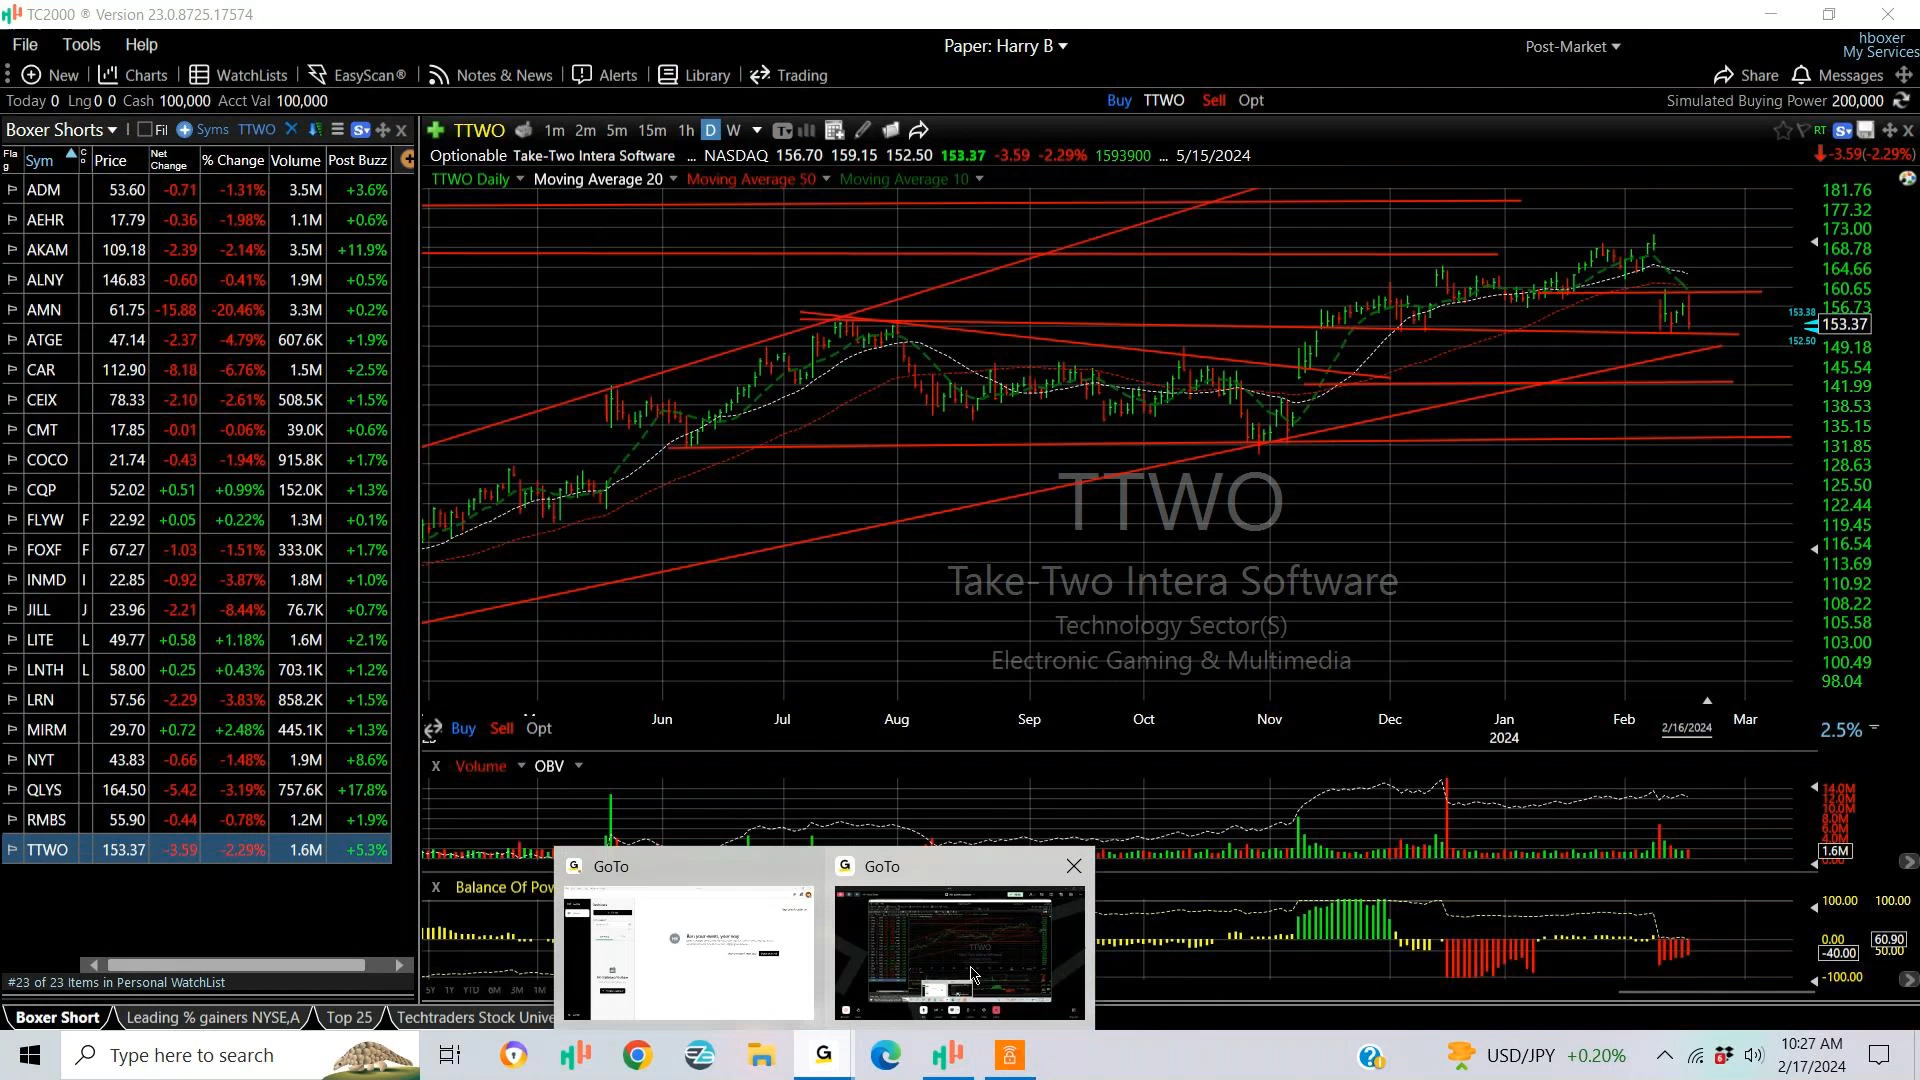 TC2000 ® Version 23.0.8725.17574
File Tools Help
Paper: Harry B
Post-Market
hboxer
My Services
New Charts WatchLists EasyScan® Notes & News Alerts Library Trading
Share Messages
Today 0 Lng 0 0 Cash 100,000 Acct Val 100,000
Buy TTWO Sell Opt
Simulated Buying Power 200,000
Boxer Shorts Fil Syms TTWO
TTWO 1m 2m 5m 15m 1h D W
RT
Flag Sym Price Net Change % Change Volume Post Buzz
Optionable Take-Two Intera Software ... NASDAQ 156.70 159.15 152.50 153.37 -3.59 -2.29% 1593900 ... 5/15/2024
-3.59(-2.29%)
TTWO Daily Moving Average 20 Moving Average 50 Moving Average 10
ADM 53.60 -0.71 -1.31% 3.5M +3.6%
AEHR 17.79 -0.36 -1.98% 1.1M +0.6%
AKAM 109.18 -2.39 -2.14% 3.5M +11.9%
ALNY 146.83 -0.60 -0.41% 1.9M +0.5%
AMN 61.75 -15.88 -20.46% 3.3M +0.2%
ATGE 47.14 -2.37 -4.79% 607.6K +1.9%
CAR 112.90 -8.18 -6.76% 1.5M +2.5%
CEIX 78.33 -2.10 -2.61% 508.5K +1.5%
CMT 17.85 -0.01 -0.06% 39.0K +0.6%
COCO 21.74 -0.43 -1.94% 915.8K +1.7%
CQP 52.02 +0.51 +0.99% 152.0K +1.3%
FLYW F 22.92 +0.05 +0.22% 1.3M +0.1%
FOXF F 67.27 -1.03 -1.51% 333.0K +1.7%
INMD I 22.85 -0.92 -3.87% 1.8M +1.0%
JILL J 23.96 -2.21 -8.44% 76.7K +0.7%
LITE L 49.77 +0.58 +1.18% 1.6M +2.1%
LNTH L 58.00 +0.25 +0.43% 703.1K +1.2%
LRN 57.56 -2.29 -3.83% 858.2K +1.5%
MIRM 29.70 +0.72 +2.48% 445.1K +1.3%
NYT 43.83 -0.66 -1.48% 1.9M +8.6%
QLYS 164.50 -5.42 -3.19% 757.6K +17.8%
RMBS 55.90 -0.44 -0.78% 1.2M +1.9%
TTWO 153.37 -3.59 -2.29% 1.6M +5.3%
#23 of 23 Items in Personal WatchList
181.76
177.32
173.00
168.78
164.66
160.65
156.73
153.38
153.37
152.50
149.18
145.54
141.99
138.53
135.15
131.85
128.63
125.50
122.44
119.45
116.54
113.69
110.92
108.22
105.58
103.00
100.49
98.04
TTWO
Take-Two Intera Software
Technology Sector(S)
Electronic Gaming & Multimedia
Jun Jul Aug Sep Oct Nov Dec Jan Feb Mar
2024
2/16/2024
2.5%
Buy Sell Opt
X Volume OBV
14.0M
12.0M
10.0M
8.0M
6.0M
4.0M
1.6M
X Balance Of Pow
100.00 100.00
0.00 60.90
-40.00 50.00
-100.00
5Y 1Y YTD 6M 3M 1M
GoTo
GoTo
TTWO
Boxer Short Leading % gainers NYSE,A Top 25 Techtraders Stock Unive
Type here to search
USD/JPY +0.20%
10:27 AM
2/17/2024